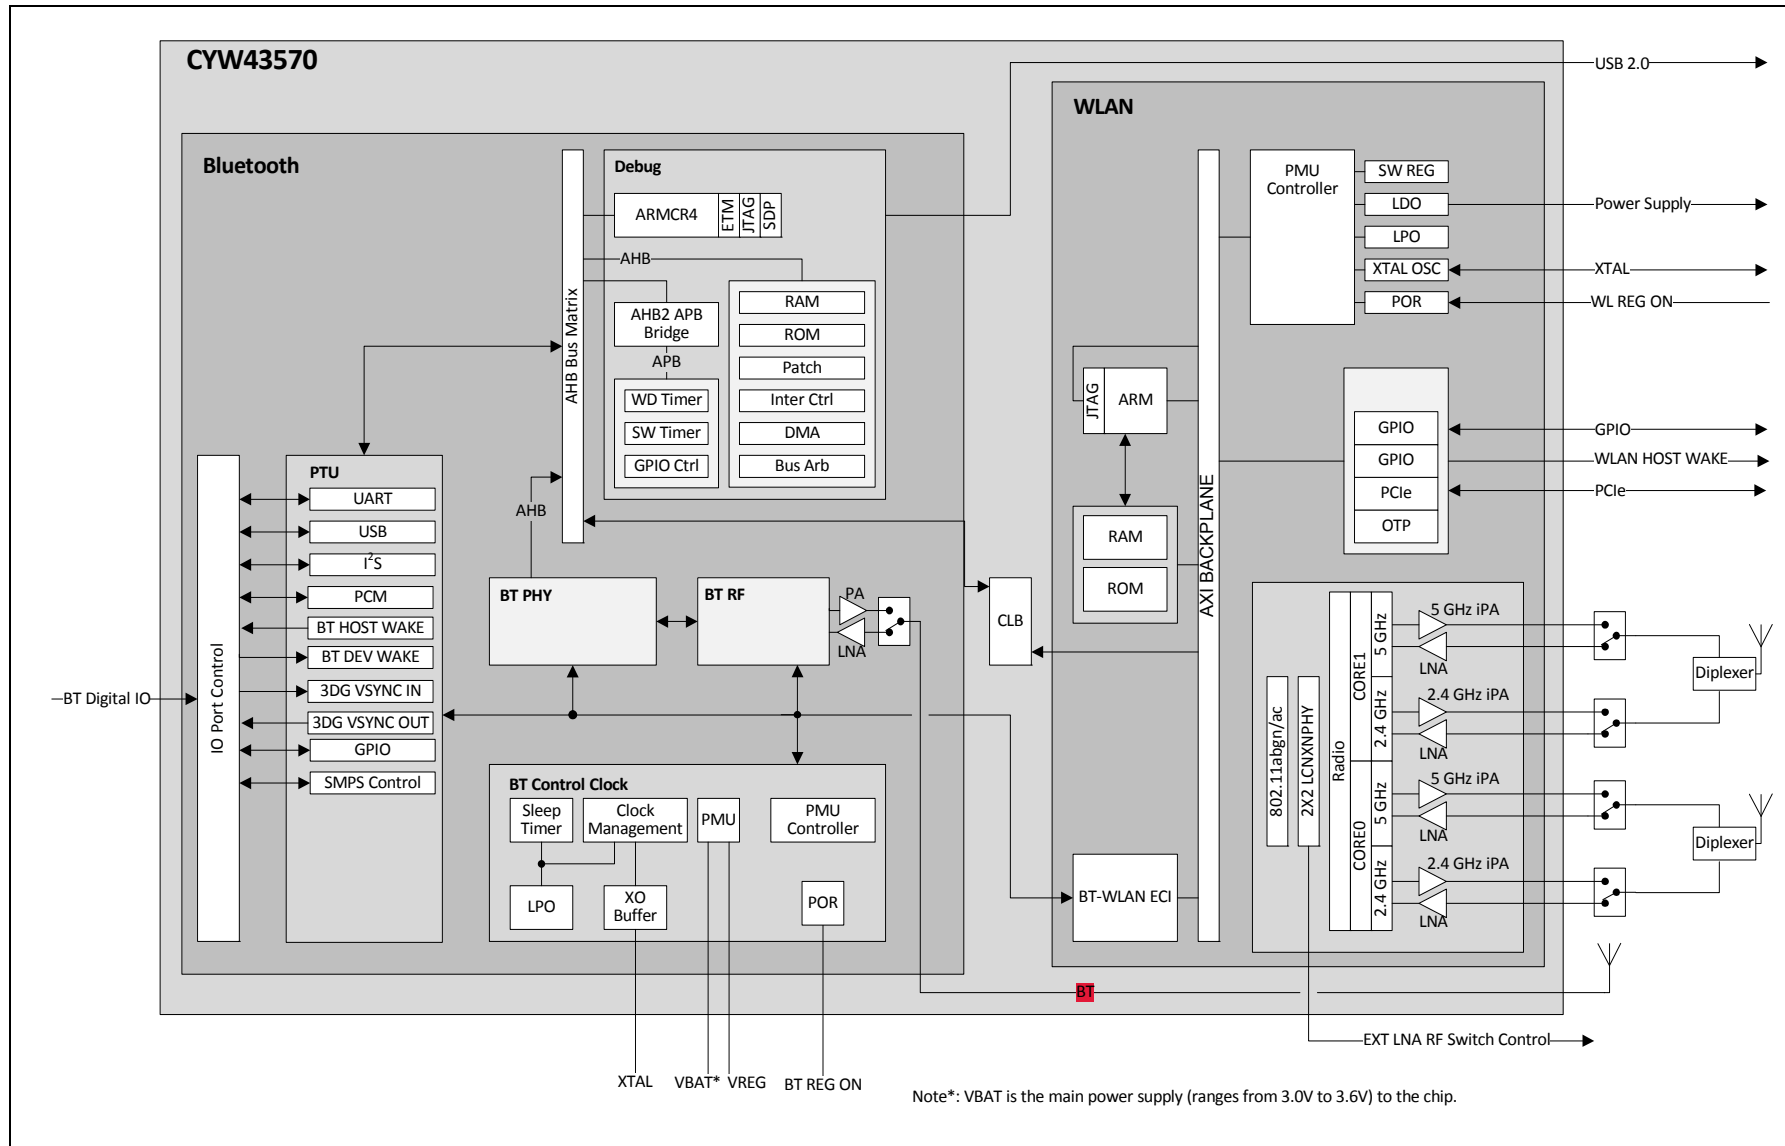 CYW43570
USB 2.0
WLAN
Bluetooth
Debug
ARMCR4
ETM
JTAG
SDP
AHB
AHB2 APB
Bridge
APB
WD Timer
SW Timer
GPIO Ctrl
RAM
ROM
Patch
Inter Ctrl
DMA
Bus Arb
AHB Bus Matrix
AHB
PTU
UART
USB
I²S
PCM
BT HOST WAKE
BT DEV WAKE
3DG VSYNC IN
3DG VSYNC OUT
GPIO
SMPS Control
IO Port Control
BT Digital IO
BT PHY
BT RF
PA
LNA
CLB
BT Control Clock
Sleep
Timer
Clock
Management
PMU
PMU
Controller
LPO
XO
Buffer
POR
XTAL
VBAT*
VREG
BT REG ON
PMU
Controller
SW REG
LDO
LPO
XTAL OSC
POR
Power Supply
XTAL
WL REG ON
JTAG
ARM
RAM
ROM
AXI BACKPLANE
GPIO
GPIO
PCIe
OTP
GPIO
WLAN HOST WAKE
PCIe
BT-WLAN ECI
802.11abgn/ac
2X2 LCNXNPHY
Radio
CORE1
CORE0
5 GHz
2.4 GHz
5 GHz
2.4 GHz
5 GHz iPA
LNA
2.4 GHz iPA
LNA
5 GHz iPA
LNA
2.4 GHz iPA
LNA
Diplexer
Diplexer
BT
EXT LNA RF Switch Control
Note*: VBAT is the main power supply (ranges from 3.0V to 3.6V) to the chip.